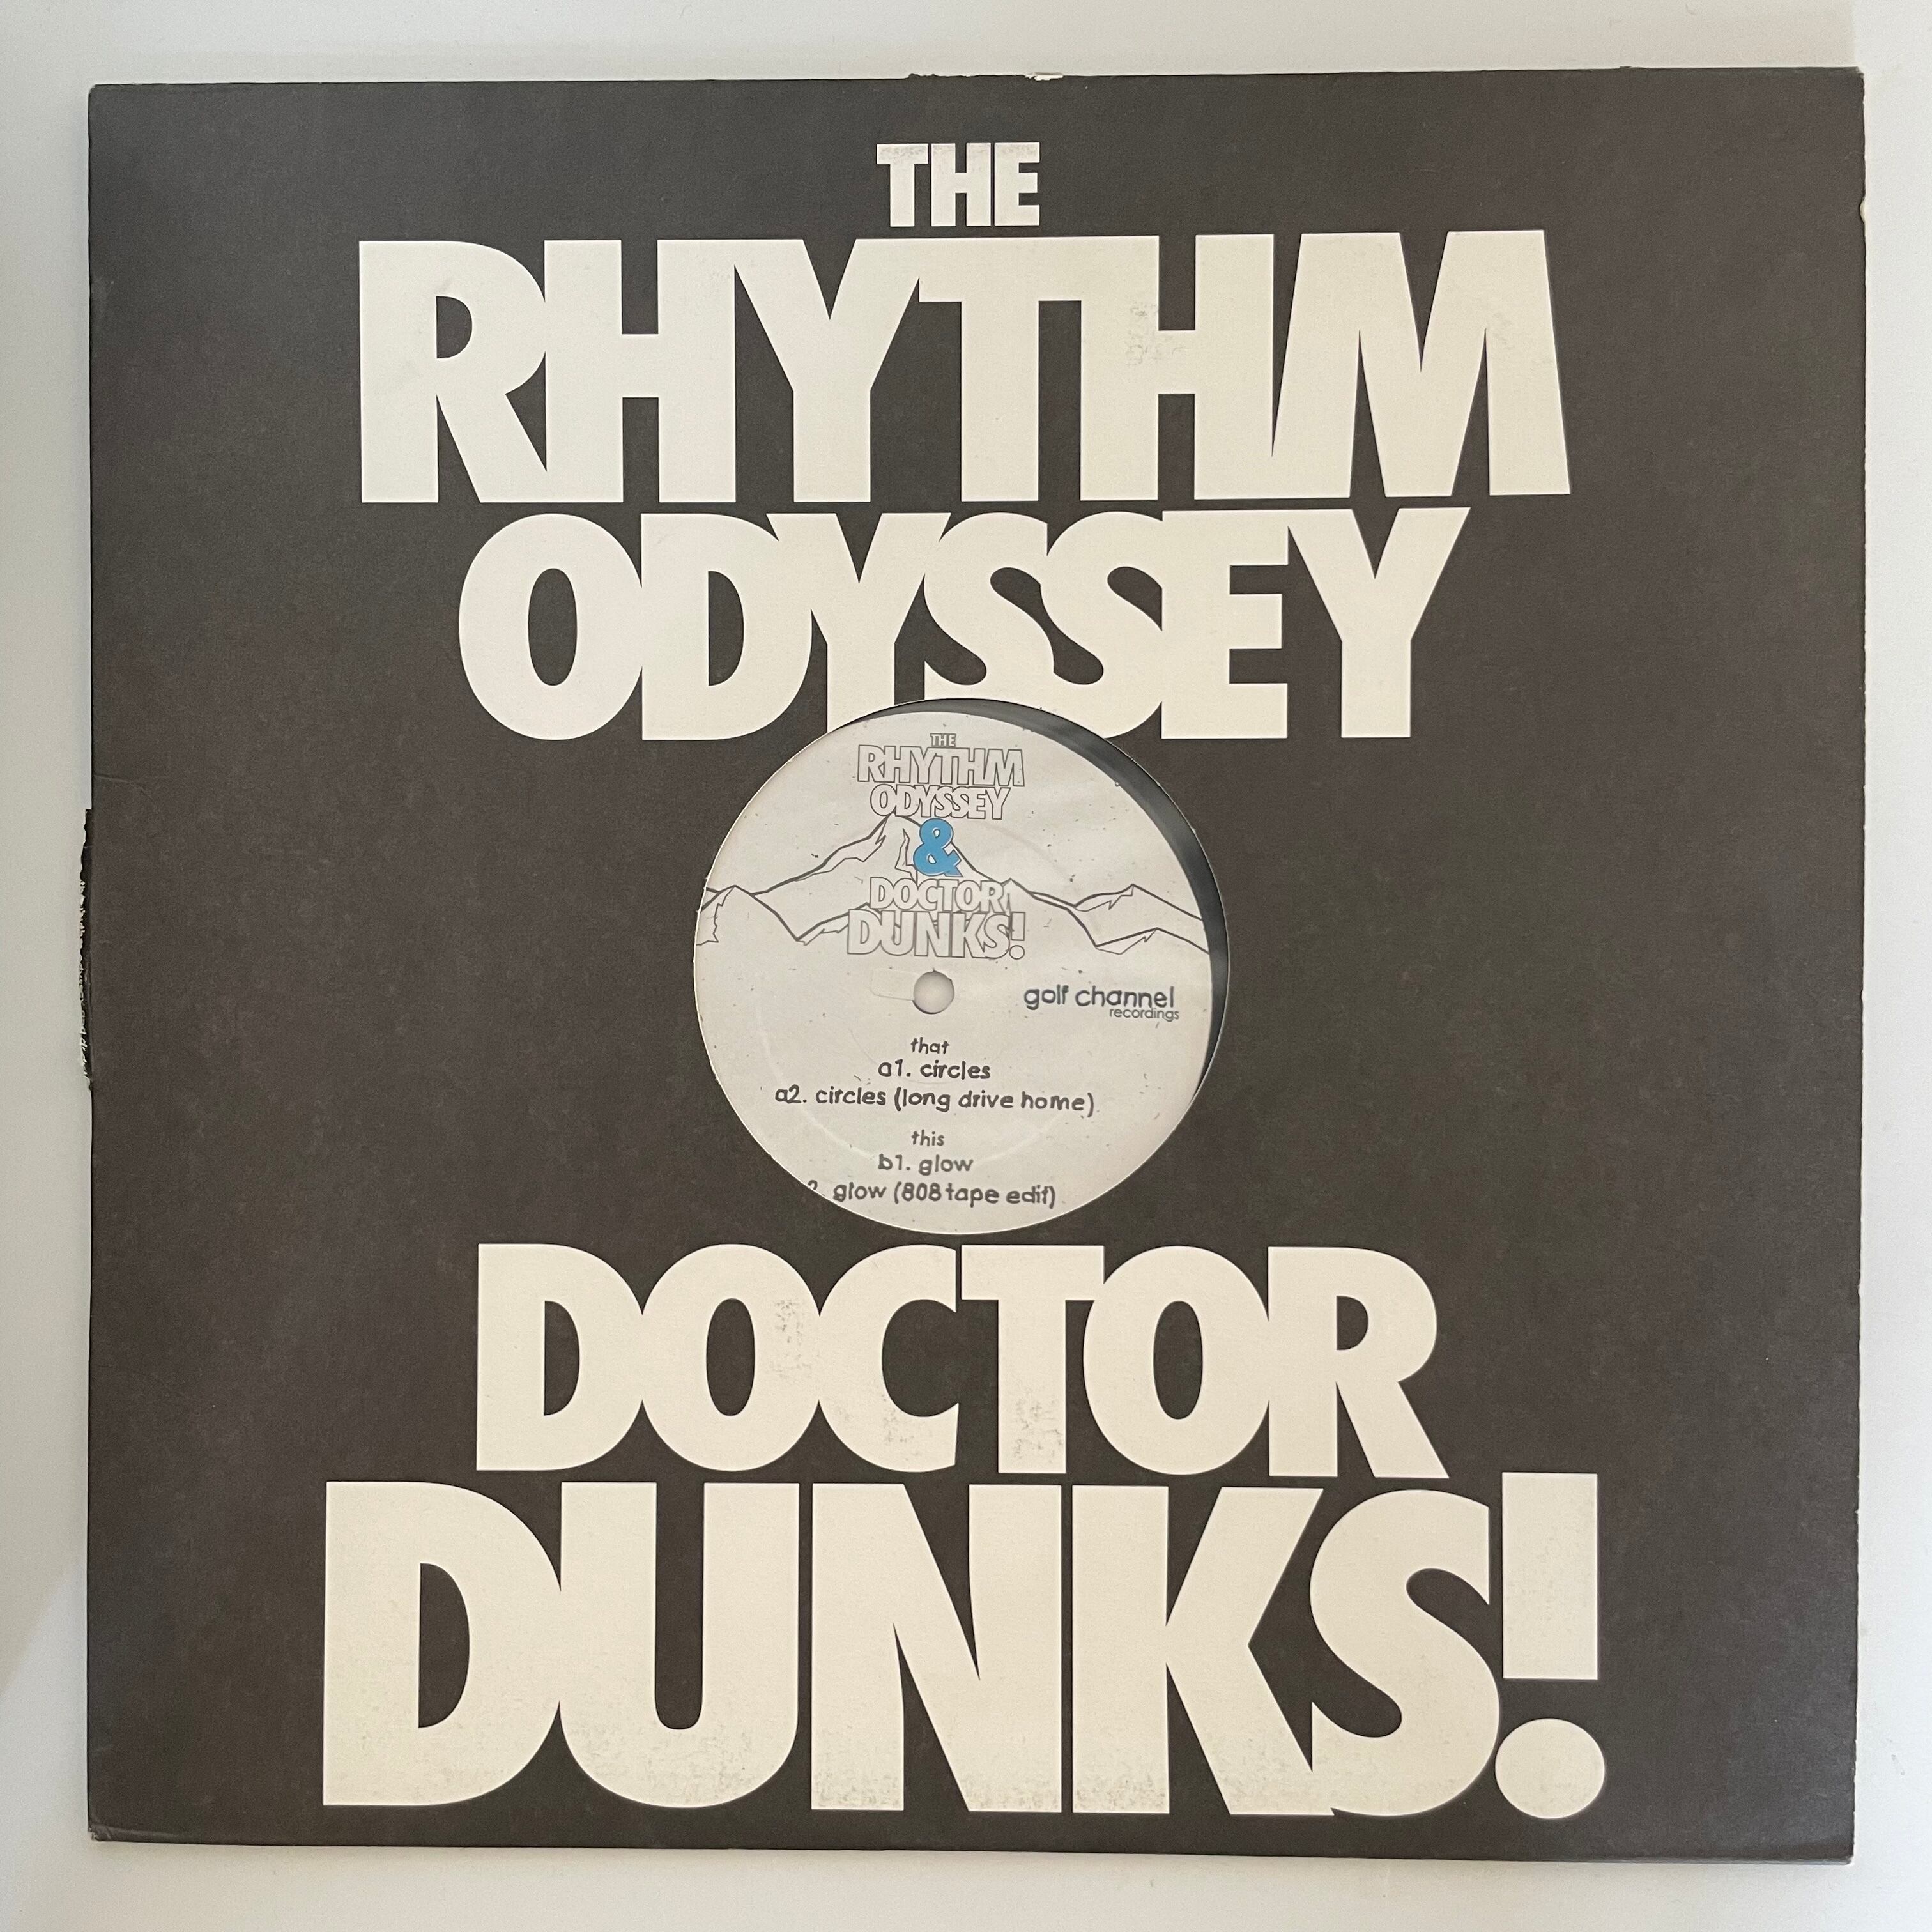 THE
RHYTHM
ODYSSEY
THE
RHYTHM
ODYSSEY
&
DOCTOR
DUNKS!
golf channel
recordings
that
a1. circles
a2. circles (long drive home)
this
b1. glow
2. glow (808 tape edit)
DOCTOR
DUNKS!